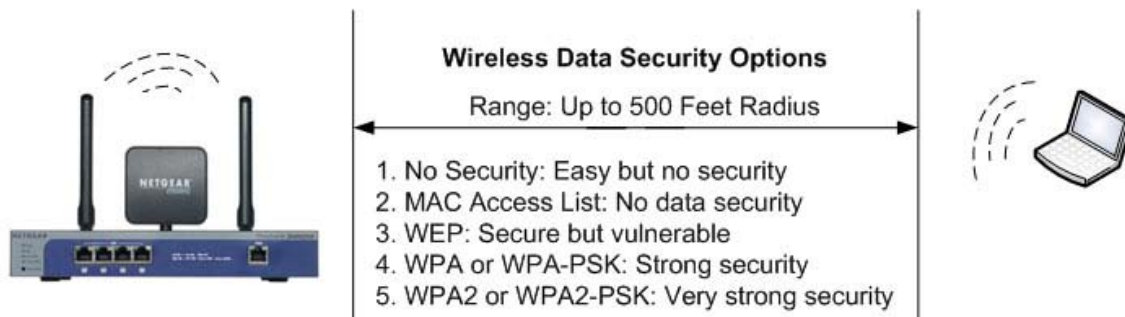 Wireless Data Security Options
Range: Up to 500 Feet Radius
1. No Security: Easy but no security
2. MAC Access List: No data security
3. WEP: Secure but vulnerable
4. WPA or WPA-PSK: Strong security
5. WPA2 or WPA2-PSK: Very strong security
NETGEAR
NETGEAR